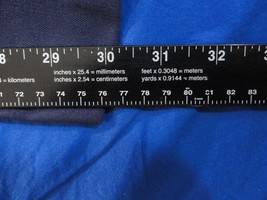 8 29 30 31 32
inches x 25.4 = millimeters feet x 0.3048 = meters
= kilometers inches x 2.54 = centimeters yards x 0.9144 = meters
71 72 73 74 75 76 77 78 79 80 81 82 83